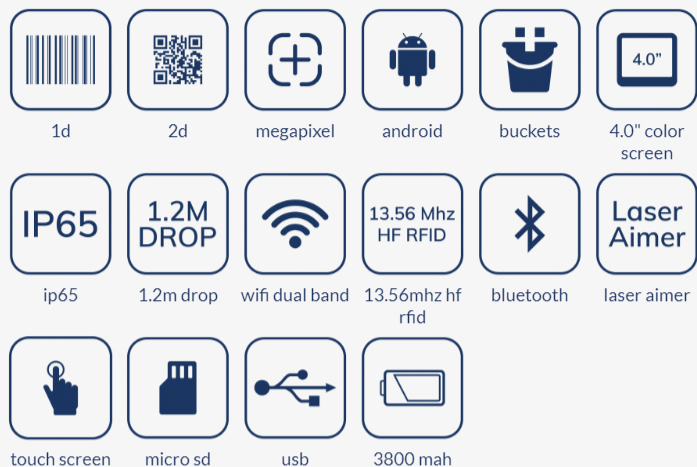 4.0"
1d
2d
megapixel
android
buckets
4.0" color
screen
IP65
1.2M
DROP
13.56 Mhz
HF RFID
Laser
Aimer
ip65
1.2m drop
wifi dual band
13.56mhz hf
rfid
bluetooth
laser aimer
touch screen
micro sd
usb
3800 mah